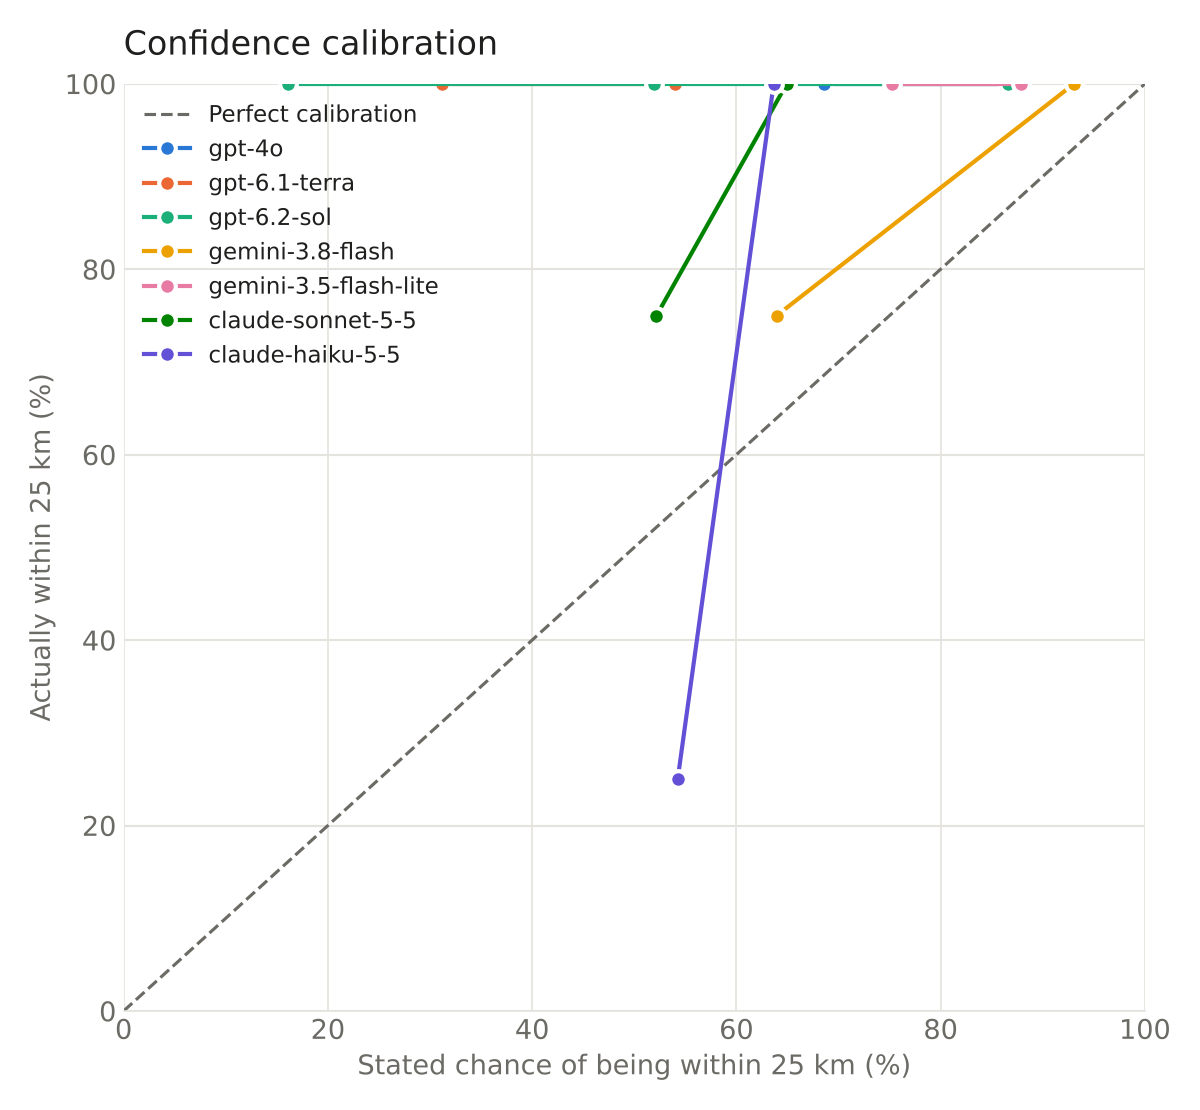 Confidence calibration
100
80
60
40
20
0
Actually within 25 km (%)
Perfect calibration
gpt-4o
gpt-6.1-terra
gpt-6.2-sol
gemini-3.8-flash
gemini-3.5-flash-lite
claude-sonnet-5-5
claude-haiku-5-5
0 20 40 60 80 100
Stated chance of being within 25 km (%)